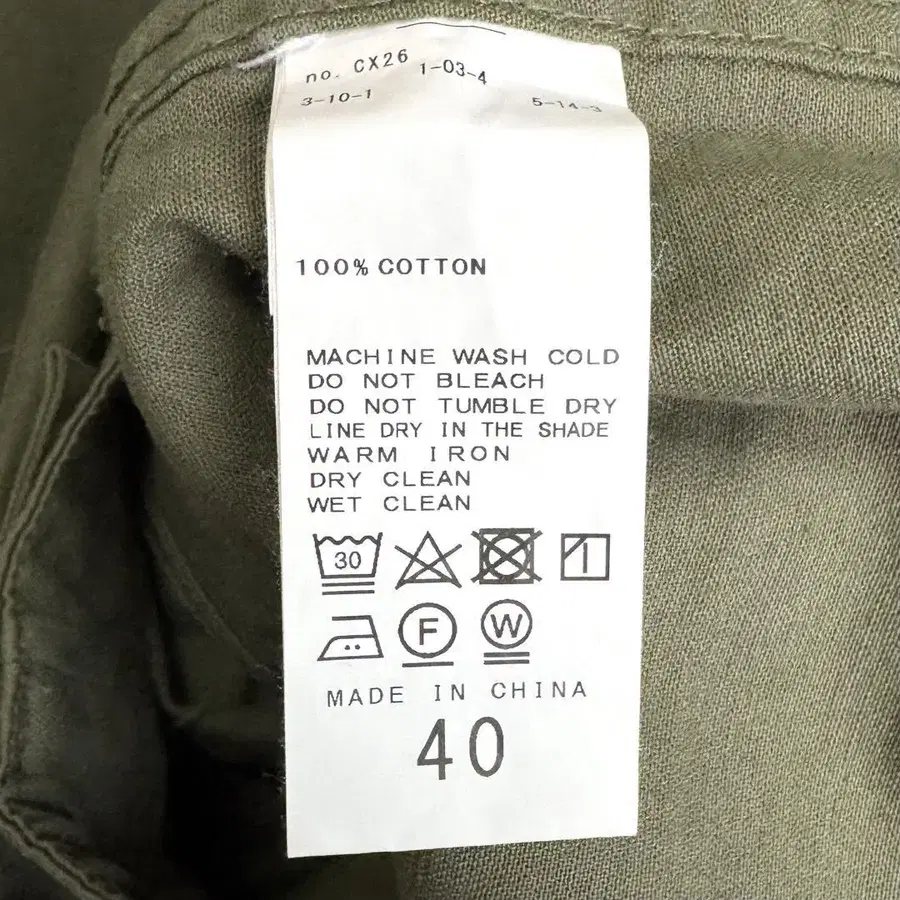 no. CX26 1-03-4
3-10-1 5-14-3
100% COTTON
MACHINE WASH COLD
DO NOT BLEACH
DO NOT TUMBLE DRY
LINE DRY IN THE SHADE
WARM IRON
DRY CLEAN
WET CLEAN
30
F W
MADE IN CHINA
40